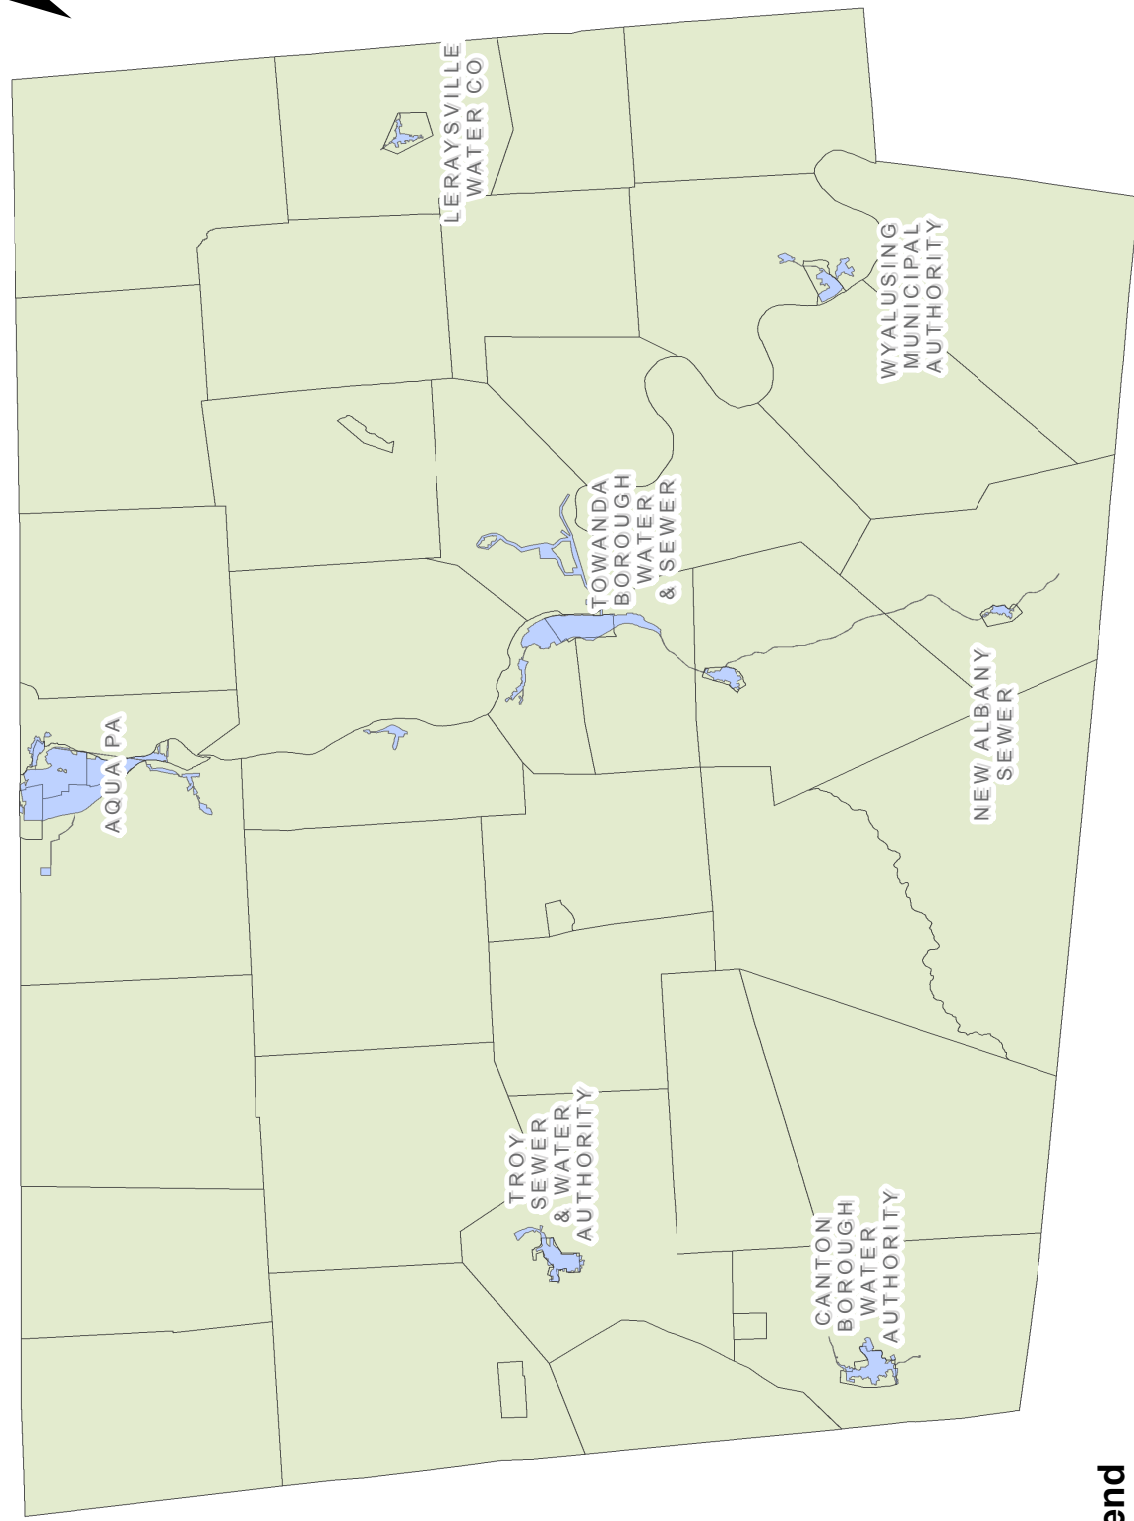 AQUA PA
LERAYSVILLE
WATER CO
TROY
SEWER
& WATER
AUTHORITY
TOWANDA
BOROUGH
WATER
& SEWER
CANTON
BOROUGH
WATER
AUTHORITY
WYALUSING
MUNICIPAL
AUTHORITY
NEW ALBANY
SEWER
end